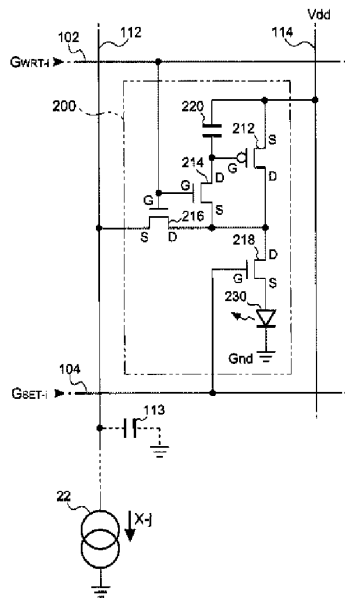 112
114
Vdd
102
GWRT-i
200
220
212
S
G
D
214
D
G
S
G
216
S
D
218
D
G
S
230
Gnd
104
GSET-i
113
22
X-j